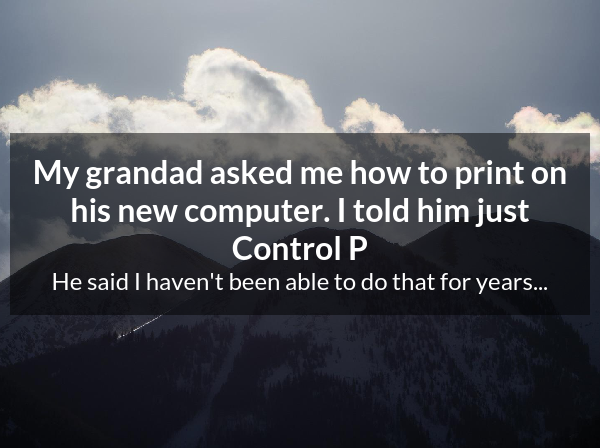 My grandad asked me how to print on
his new computer. I told him just
Control P
He said I haven't been able to do that for years...